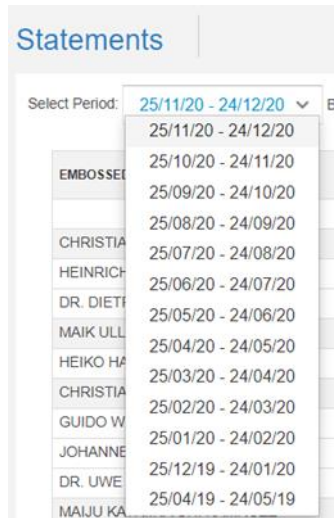 Statements
Select Period: 25/11/20 - 24/12/20
25/11/20 - 24/12/20
25/10/20 - 24/11/20
25/09/20 - 24/10/20
25/08/20 - 24/09/20
25/07/20 - 24/08/20
25/06/20 - 24/07/20
25/05/20 - 24/06/20
25/04/20 - 24/05/20
25/03/20 - 24/04/20
25/02/20 - 24/03/20
25/01/20 - 24/02/20
25/12/19 - 24/01/20
25/04/19 - 24/05/19
EMBOSSED
CHRISTIA
HEINRICH
DR. DIET
MAIK ULL
HEIKO HA
CHRISTIA
GUIDO W
JOHANNE
DR. UWE
MAIJU KA